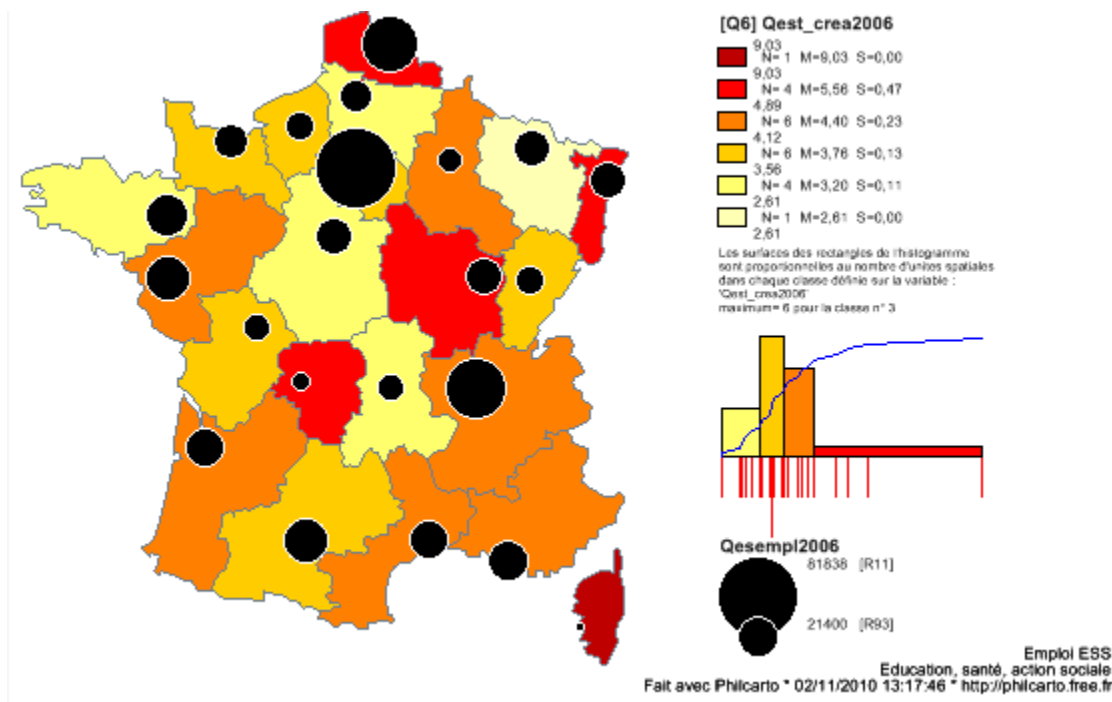 [Q6] Qest_crea2006
9,03
N= 1 M=9,03 S=0,00
9,03
N= 4 M=5,56 S=0,47
4,89
N= 6 M=4,40 S=0,23
4,12
N= 6 M=3,76 S=0,13
3,56
N= 4 M=3,20 S=0,11
2,61
N= 1 M=2,61 S=0,00
2,61
Les surfaces des rectangles de l'histogramme
sont proportionnelles au nombre d'unites spatiales
dans chaque classe définie sur la variable :
'Qest_crea2006'
maximum= 6 pour la classe n° 3
Qesempl2006
81838 [R11]
21400 [R93]
Emploi ESS
Education, santé, action sociale
Fait avec Philcarto * 02/11/2010 13:17:46 * http://philcarto.free.fr